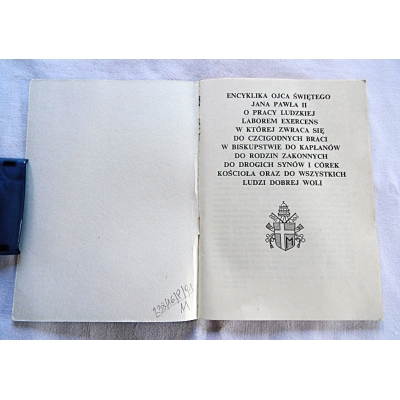 ENCYKLIKA OJCA ŚWIĘTEGO
JANA PAWŁA II
O PRACY LUDZKIEJ
LABOREM EXERCENS
W KTÓREJ ZWRACA SIĘ
DO CZCIGODNYCH BRACI
W BISKUPSTWIE DO KAPŁANÓW
DO RODZIN ZAKONNYCH
DO DROGICH SYNÓW I CÓREK
KOŚCIOŁA ORAZ DO WSZYSTKICH
LUDZI DOBREJ WOLI
M